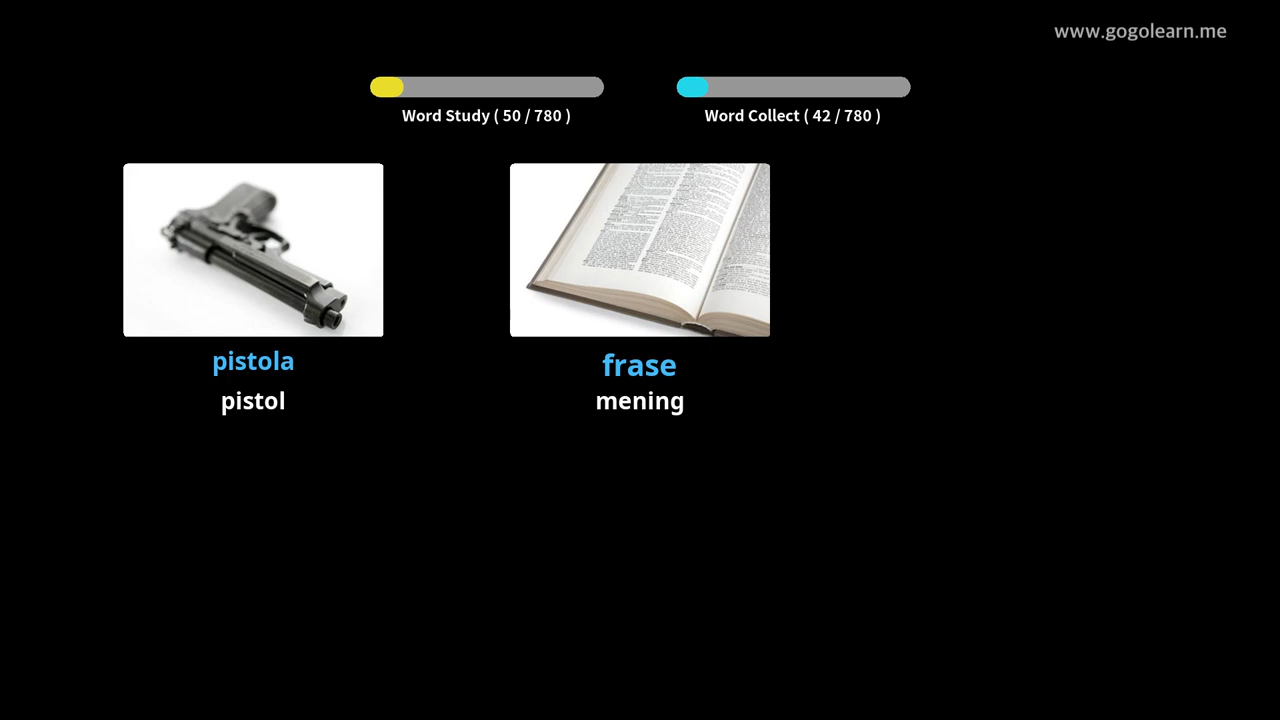 www.gogolearn.me
Word Study ( 50 / 780 )
Word Collect ( 42 / 780 )
pistola
pistol
frase
mening